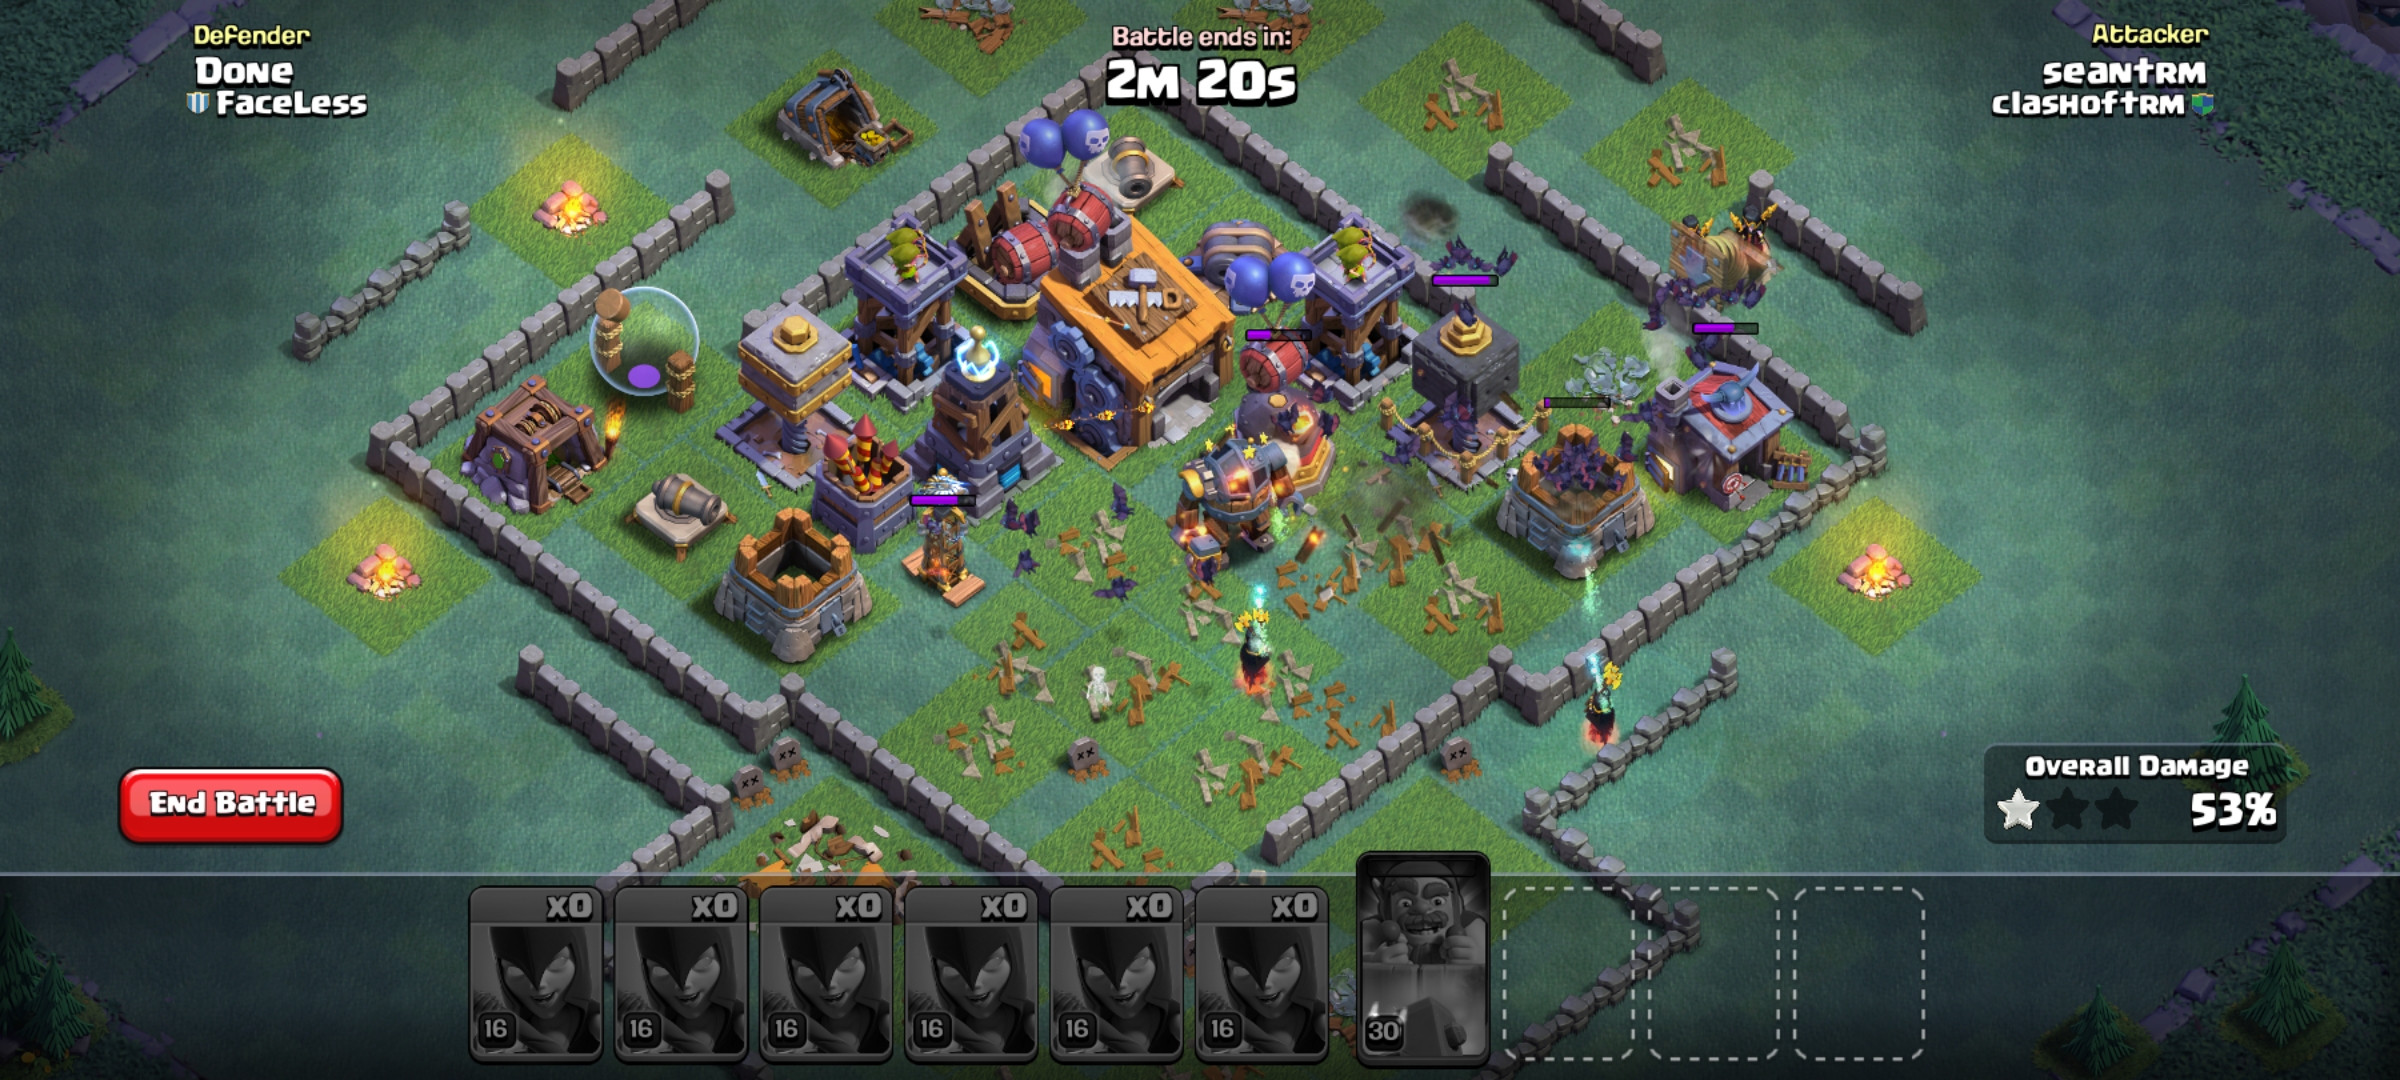 Defender
Done
FaceLess
Battle ends in:
2M 20s
Attacker
seantRM
clashoftRM
End Battle
Overall Damage
53%
x0
x0
x0
x0
x0
x0
16
16
16
16
16
16
30